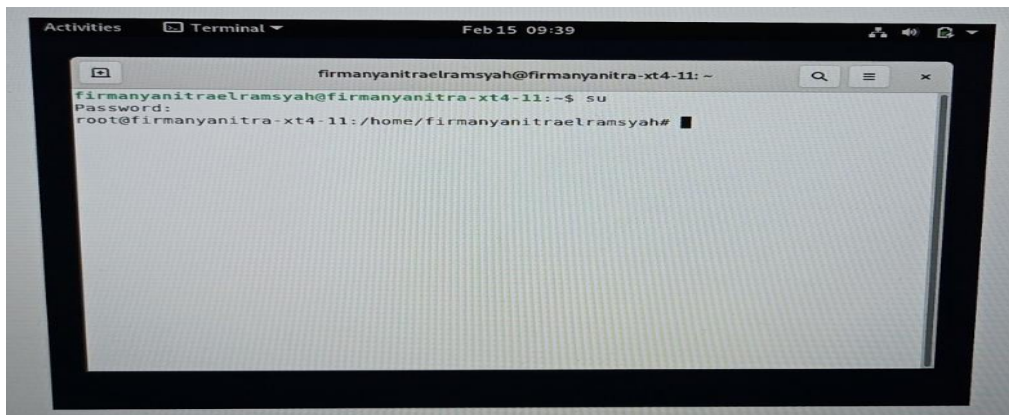 Activities Terminal Feb 15 09:39
firmanyanitraelramsyah@firmanyanitra-xt4-11: ~
firmanyanitraelramsyah@firmanyanitra-xt4-11:~$ su
Password:
root@firmanyanitra-xt4-11:/home/firmanyanitraelramsyah#